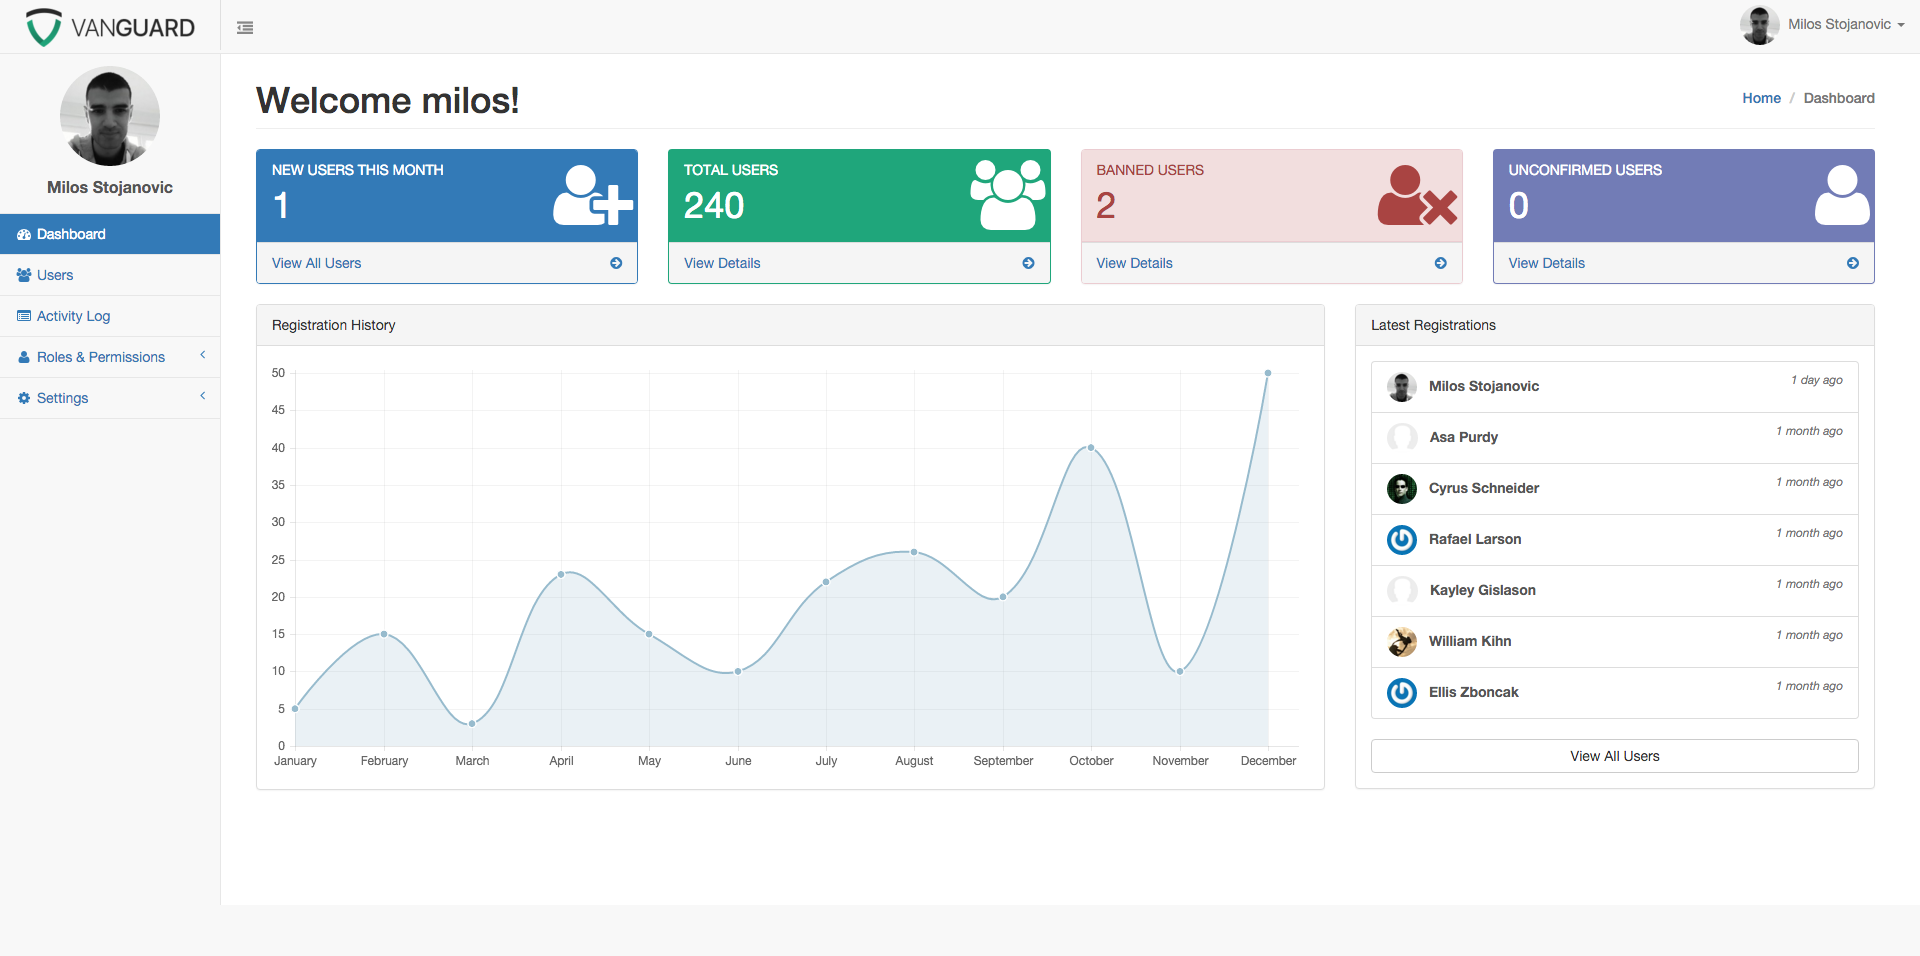 VANGUARD
Milos Stojanovic
Milos Stojanovic
Dashboard
Users
Activity Log
Roles & Permissions
Settings
Welcome milos!
Home / Dashboard
NEW USERS THIS MONTH
1
View All Users
TOTAL USERS
240
View Details
BANNED USERS
2
View Details
UNCONFIRMED USERS
0
View Details
Registration History
50
45
40
35
30
25
20
15
10
5
0
January February March April May June July August September October November December
Latest Registrations
Milos Stojanovic 1 day ago
Asa Purdy 1 month ago
Cyrus Schneider 1 month ago
Rafael Larson 1 month ago
Kayley Gislason 1 month ago
William Kihn 1 month ago
Ellis Zboncak 1 month ago
View All Users